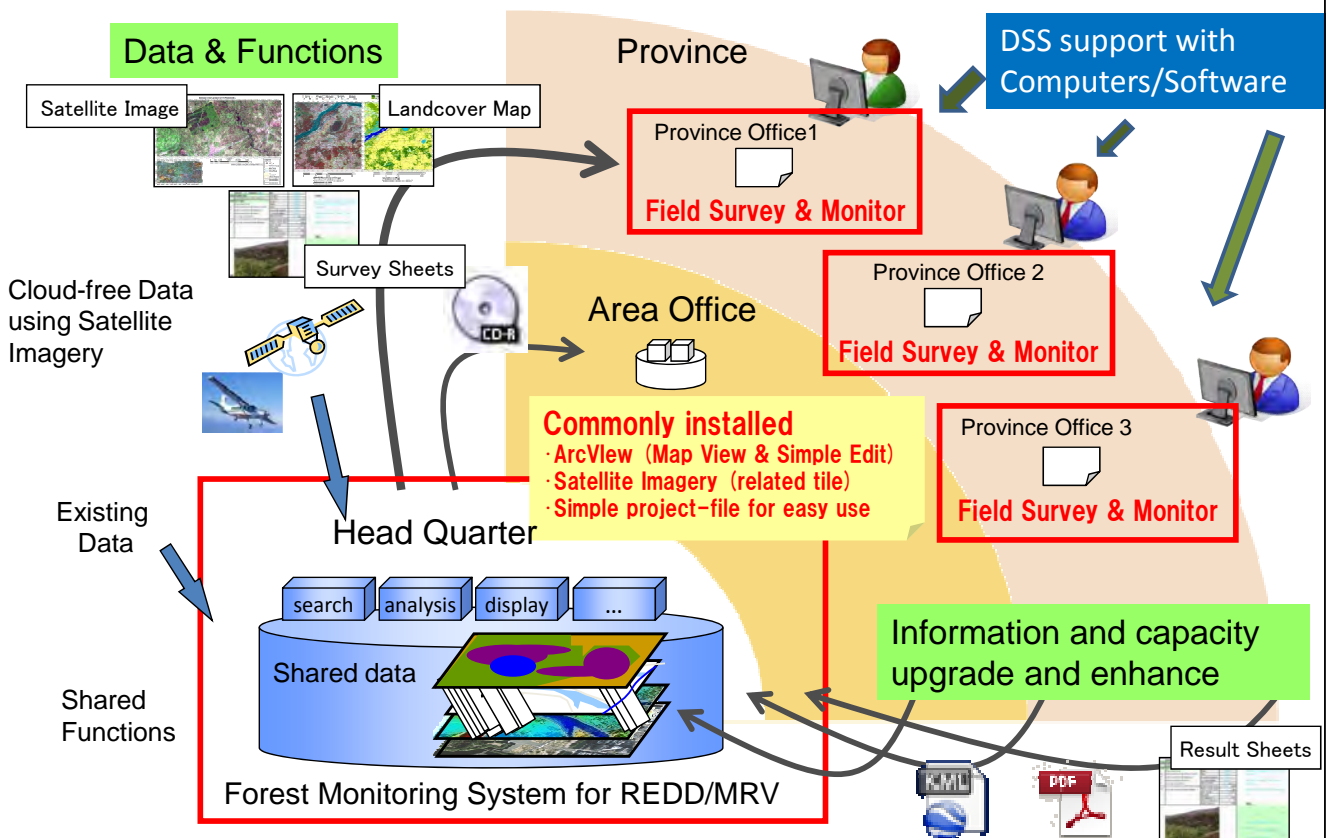 Data & Functions
Satellite Image
Landcover Map
Survey Sheets
Cloud-free Data
using Satellite
Imagery
CD-R
Province
DSS support with
Computers/Software
Province Office1
Field Survey & Monitor
Province Office 2
Field Survey & Monitor
Province Office 3
Field Survey & Monitor
Area Office
Commonly installed
・ArcVIew (Map View & Simple Edit)
・Satellite Imagery (related tile)
・Simple project-file for easy use
Existing
Data
Head Quarter
search
analysis
display
...
Shared data
Shared
Functions
Forest Monitoring System for REDD/MRV
Information and capacity
upgrade and enhance
KML
PDF
Result Sheets